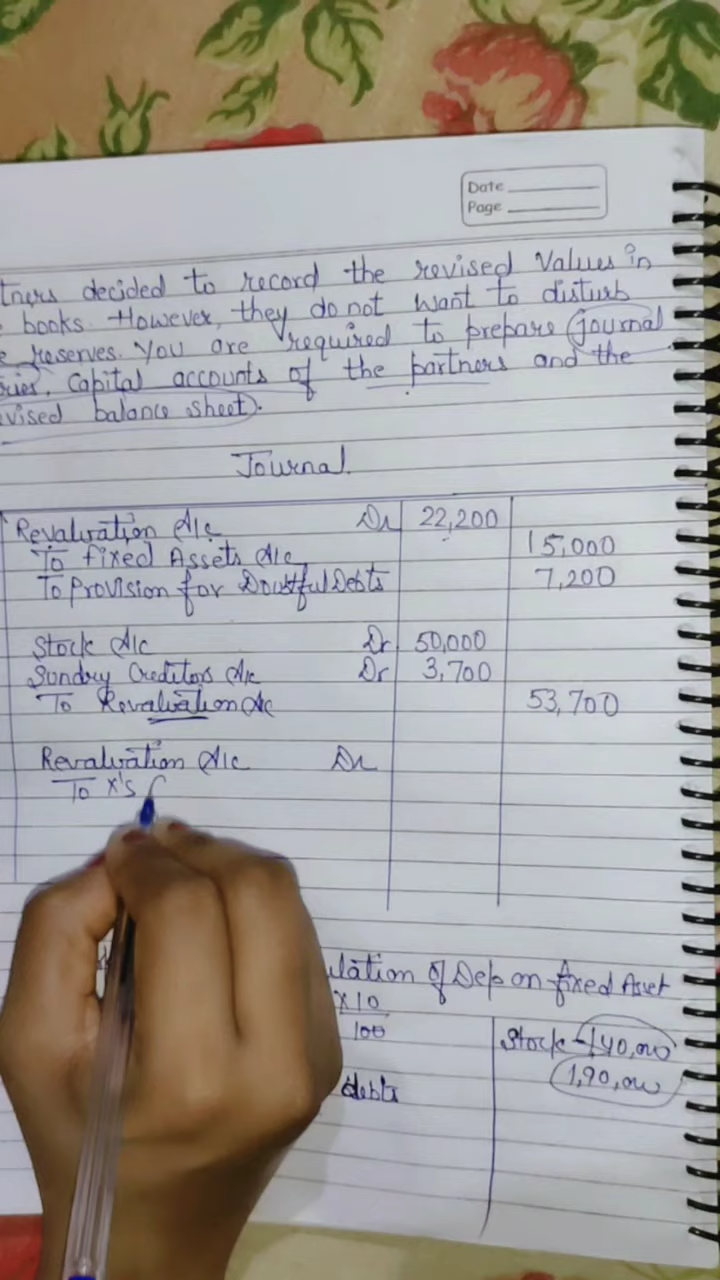 Date
Page
tners decided to record the revised Values in
books. However, they do not want to disturb
reserves. You are required to prepare (journal
ries, Capital accounts of the partners and the
vised balance sheet).
Journal.
Revaluation A/c Dr 22,200
To fixed Assets A/c 15,000
To Provision for Doubtful Debts 7,200
Stock A/c Dr 50,000
Sundry Creditors A/c Dr 3,700
To Revaluation A/c 53,700
Revaluation A/c Dr
To X's
ulation of Dep on fixed Asset
x10
100
Stock - 140,000
1,90,000
debts